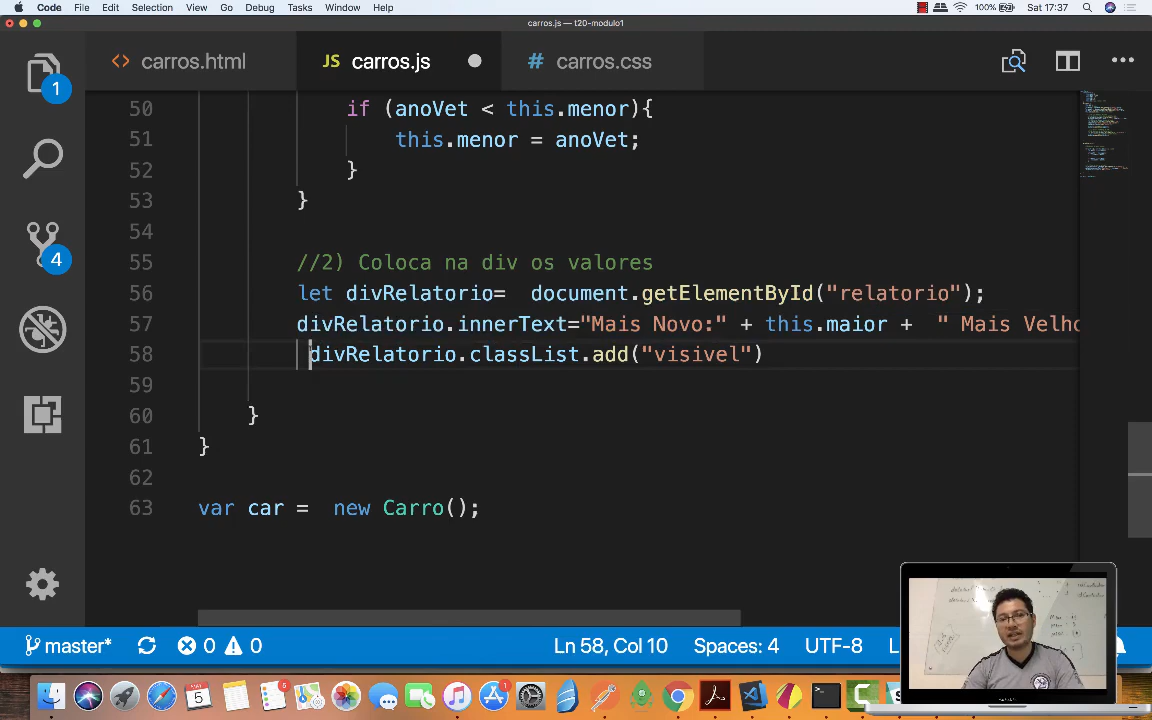 Code File Edit Selection View Go Debug Tasks Window Help 100% Sat 17:37
carros.js — t20-modulo1
carros.html JS carros.js # carros.css
50 if (anoVet < this.menor){
51 this.menor = anoVet;
52 }
53 }
54
55 //2) Coloca na div os valores
56 let divRelatorio= document.getElementById("relatorio");
57 divRelatorio.innerText="Mais Novo:" + this.maior + " Mais Velho
58 divRelatorio.classList.add("visivel")
59
60 }
61 }
62
63 var car = new Carro();
1
4
master* 0 0 Ln 58, Col 10 Spaces: 4 UTF-8 L
5
6
1